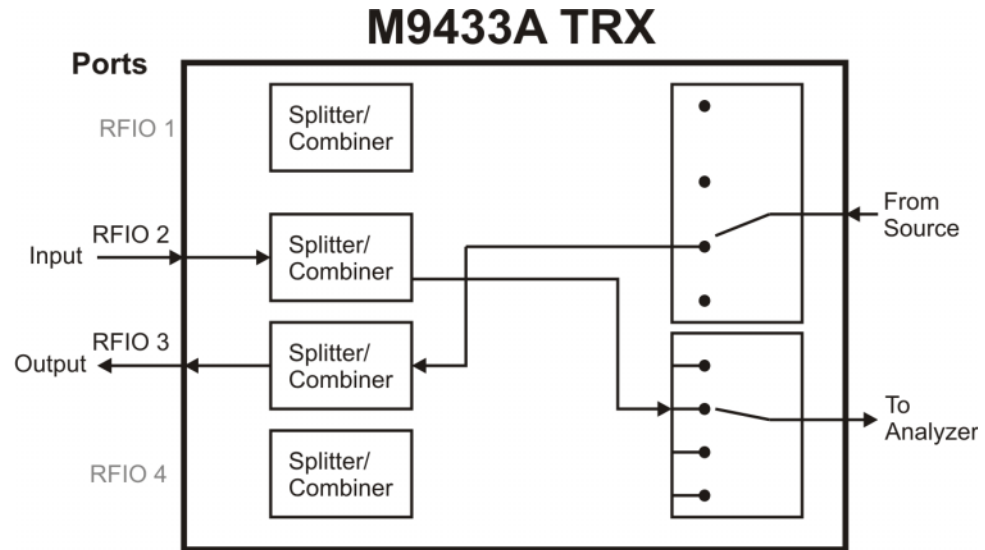 M9433A TRX
Ports
RFIO 1
Splitter/
Combiner
From
Source
Input
RFIO 2
Splitter/
Combiner
Output
RFIO 3
Splitter/
Combiner
To
Analyzer
RFIO 4
Splitter/
Combiner